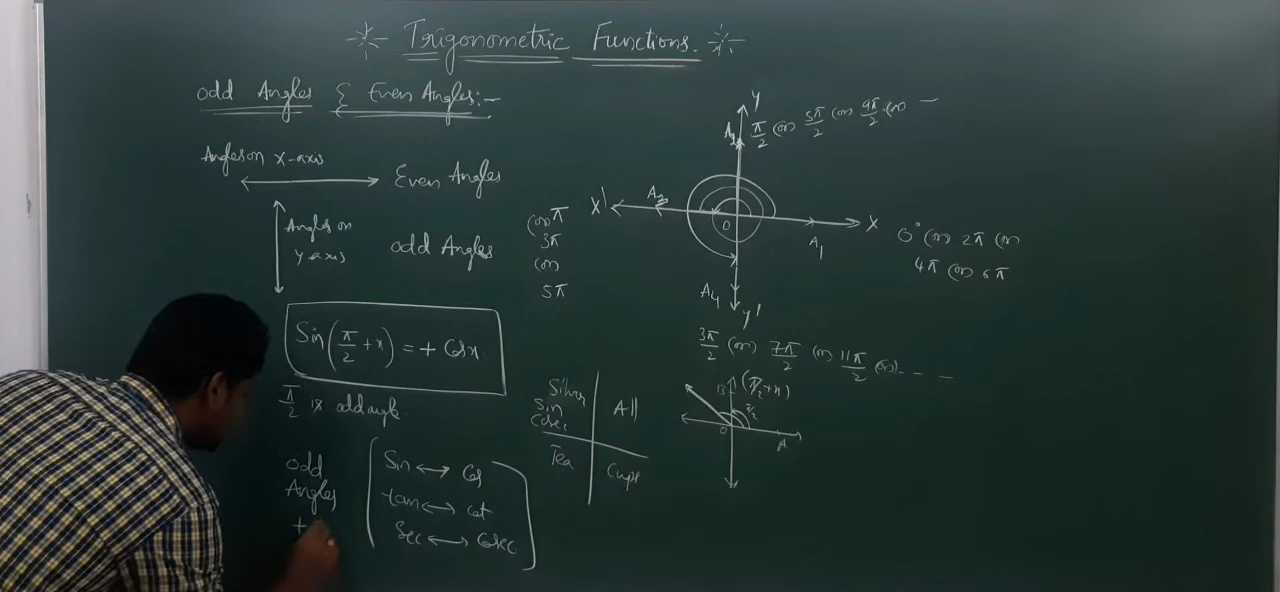 Trigonometric Functions.
odd Angles & Even Angles:-
Angles on X-axis
Even Angles
Angles on
y axis
odd Angles
Sin(π/2 + x) = + Cosx
π/2 is odd angle.
odd
Angles
Sin ↔ Cos
tan ↔ cot
Sec ↔ Cosec
Y
π/2 (or) 5π/2 (or) 9π/2 (or) —
X' A3 O A1 X
(or) π
3π
(or)
5π
0° (or) 2π (or)
4π (or) 6π
A4
y'
3π/2 (or) 7π/2 (or) 11π/2 (or) - - -
Silver
Sin
Cosec
All
Tea
Cups
B (π/2+x)
π/2
O A